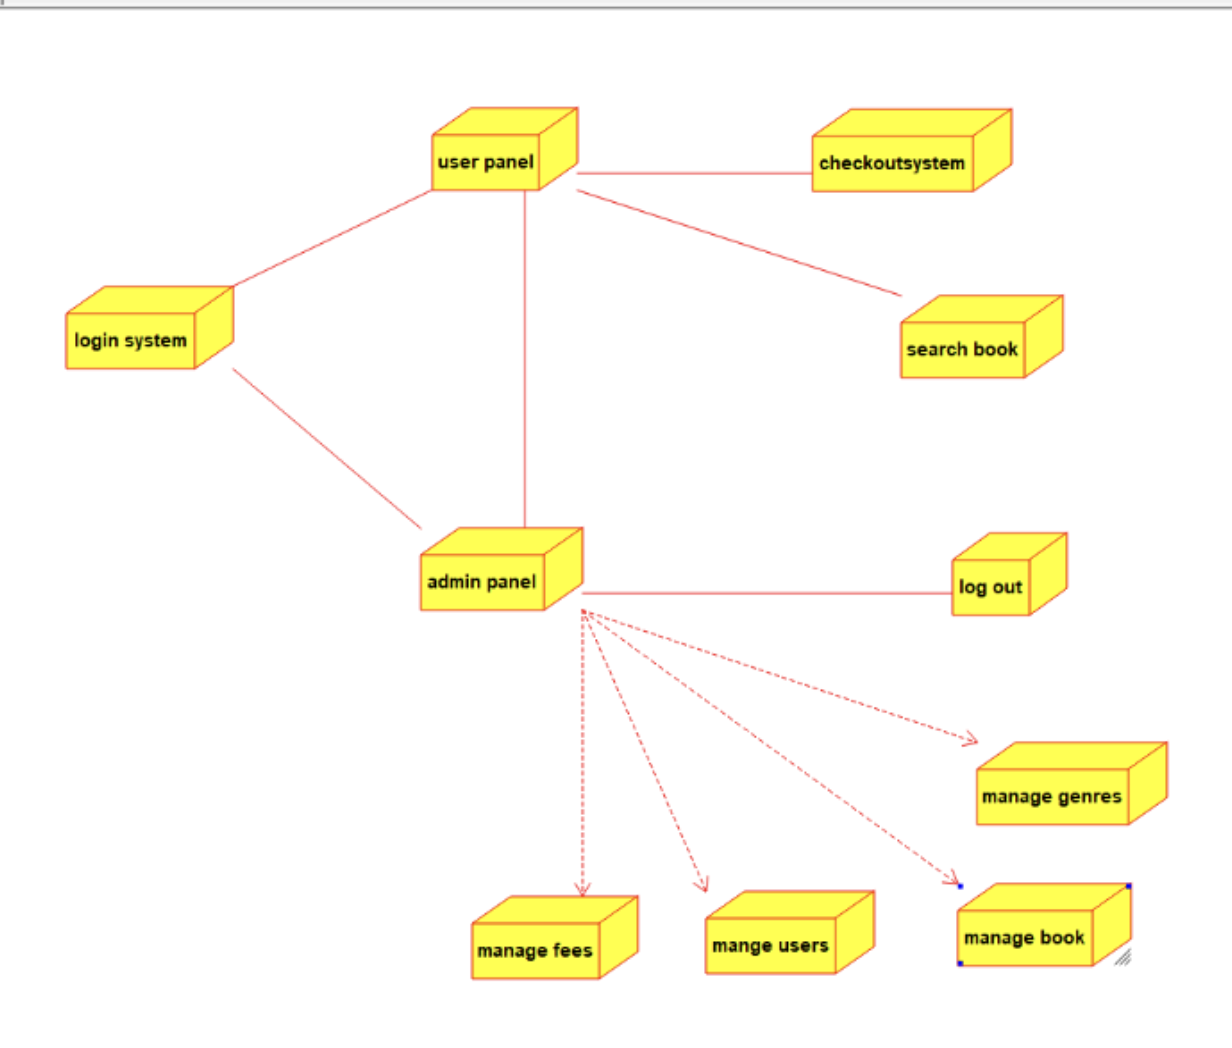 user panel
checkoutsystem
login system
search book
admin panel
log out
manage genres
manage fees
mange users
manage book